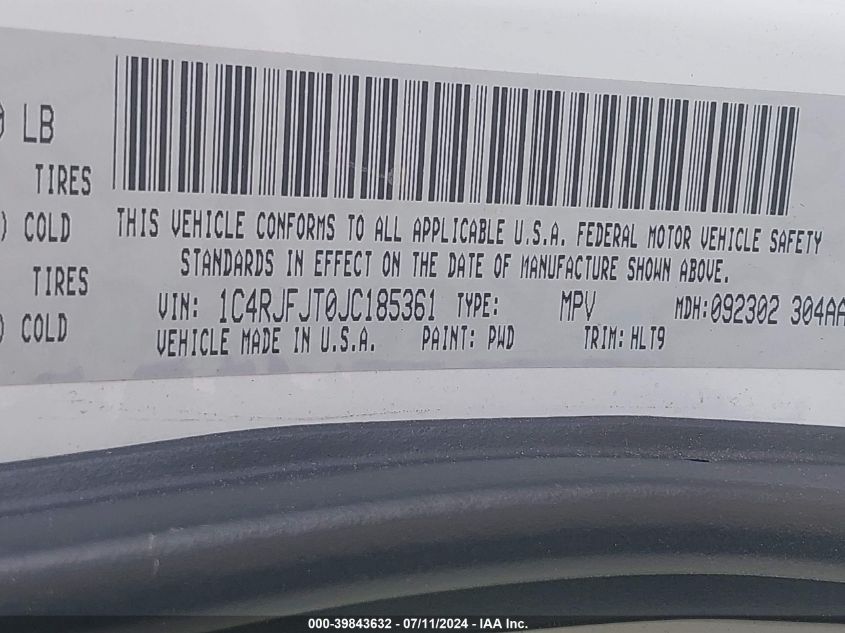 LB
TIRES
COLD
TIRES
COLD
THIS VEHICLE CONFORMS TO ALL APPLICABLE U.S.A. FEDERAL MOTOR VEHICLE SAFETY
STANDARDS IN EFFECT ON THE DATE OF MANUFACTURE SHOWN ABOVE.
VIN: 1C4RJFJT0JC185361 TYPE: MPV MDH:092302 304AA
VEHICLE MADE IN U.S.A. PAINT: PWD TRIM: HLT9
000-39843632 - 07/11/2024 - IAA Inc.